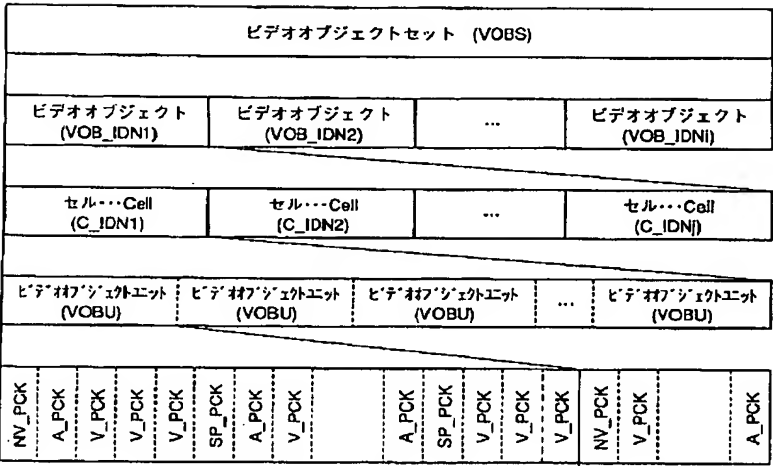 ビデオオブジェクトセット (VOBS)
ビデオオブジェクト ビデオオブジェクト … ビデオオブジェクト
(VOB_IDN1) (VOB_IDN2) (VOB_IDNi)
セル…Cell セル…Cell … セル…Cell
(C_IDN1) (C_IDN2) (C_IDNj)
ビデオオブジェクトユニット ビデオオブジェクトユニット ビデオオブジェクトユニット … ビデオオブジェクトユニット
(VOBU) (VOBU) (VOBU) (VOBU)
NV_PCK A_PCK V_PCK V_PCK V_PCK SP_PCK A_PCK V_PCK A_PCK SP_PCK V_PCK V_PCK V_PCK NV_PCK V_PCK A_PCK